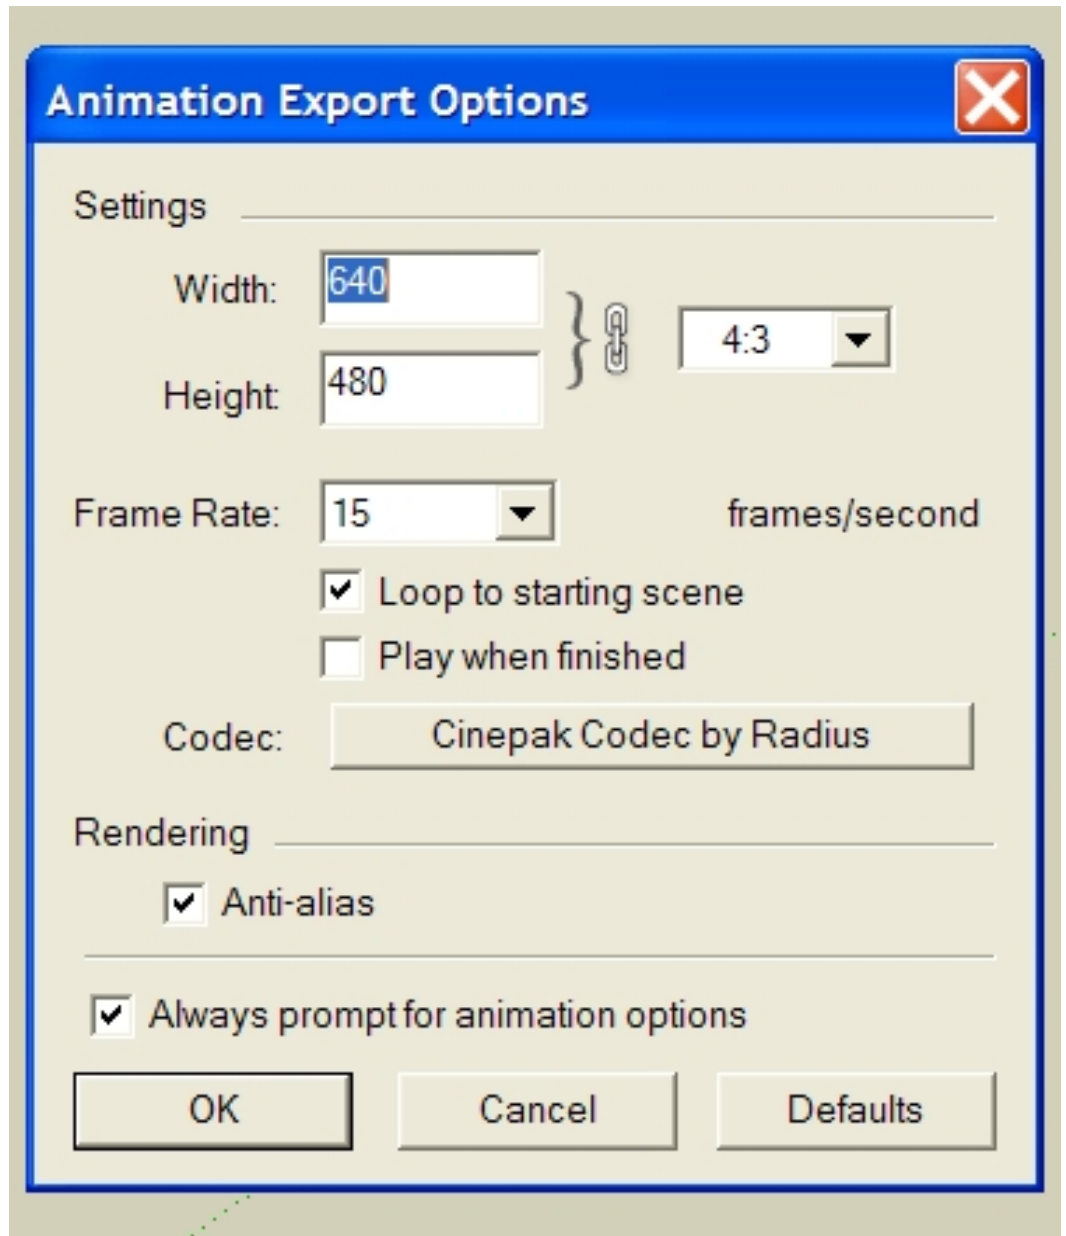 Animation Export Options
Settings
Width: 640
4:3
Height: 480
Frame Rate: 15 frames/second
Loop to starting scene
Play when finished
Codec: Cinepak Codec by Radius
Rendering
Anti-alias
Always prompt for animation options
OK Cancel Defaults